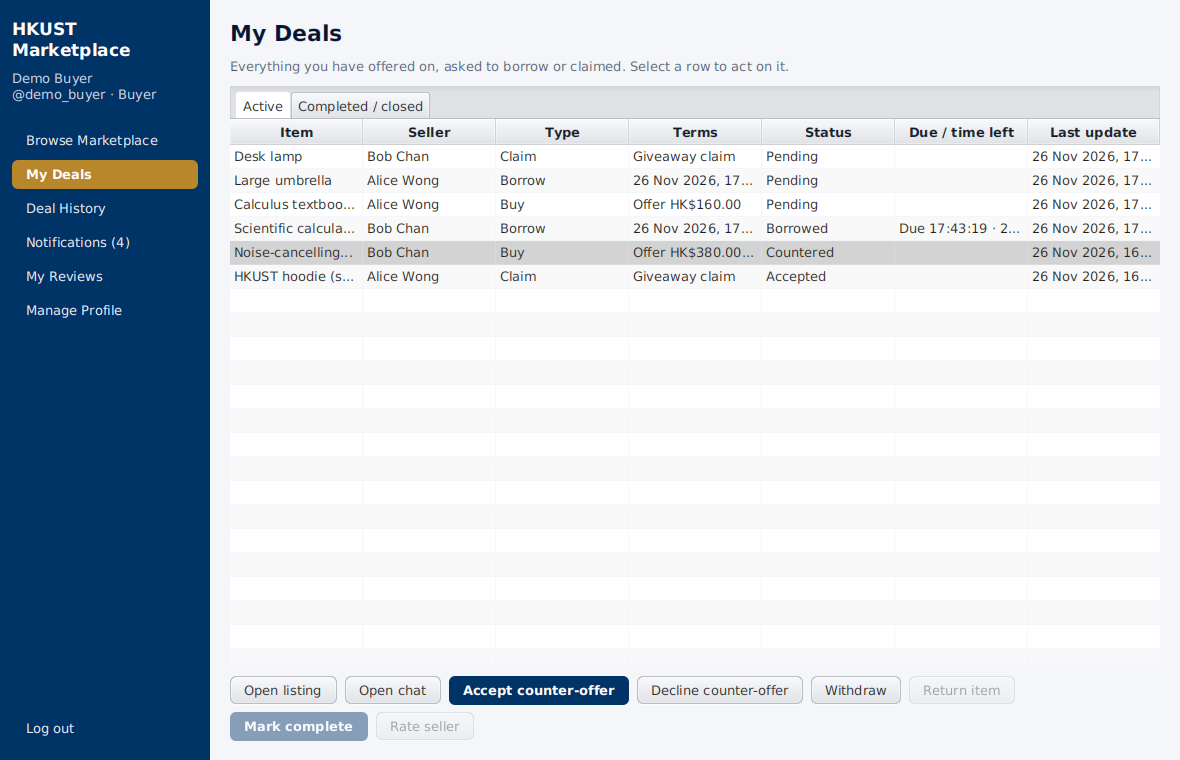 HKUST
Marketplace
Demo Buyer
@demo_buyer · Buyer
Browse Marketplace
My Deals
Deal History
Notifications (4)
My Reviews
Manage Profile
Log out
My Deals
Everything you have offered on, asked to borrow or claimed. Select a row to act on it.
Active Completed / closed
Item Seller Type Terms Status Due / time left Last update
Desk lamp Bob Chan Claim Giveaway claim Pending 26 Nov 2026, 17...
Large umbrella Alice Wong Borrow 26 Nov 2026, 17... Pending 26 Nov 2026, 17...
Calculus textboo... Alice Wong Buy Offer HK$160.00 Pending 26 Nov 2026, 17...
Scientific calcula... Bob Chan Borrow 26 Nov 2026, 17... Borrowed Due 17:43:19 · 2... 26 Nov 2026, 17...
Noise-cancelling... Bob Chan Buy Offer HK$380.00... Countered 26 Nov 2026, 16...
HKUST hoodie (s... Alice Wong Claim Giveaway claim Accepted 26 Nov 2026, 16...
Open listing Open chat Accept counter-offer Decline counter-offer Withdraw Return item
Mark complete Rate seller